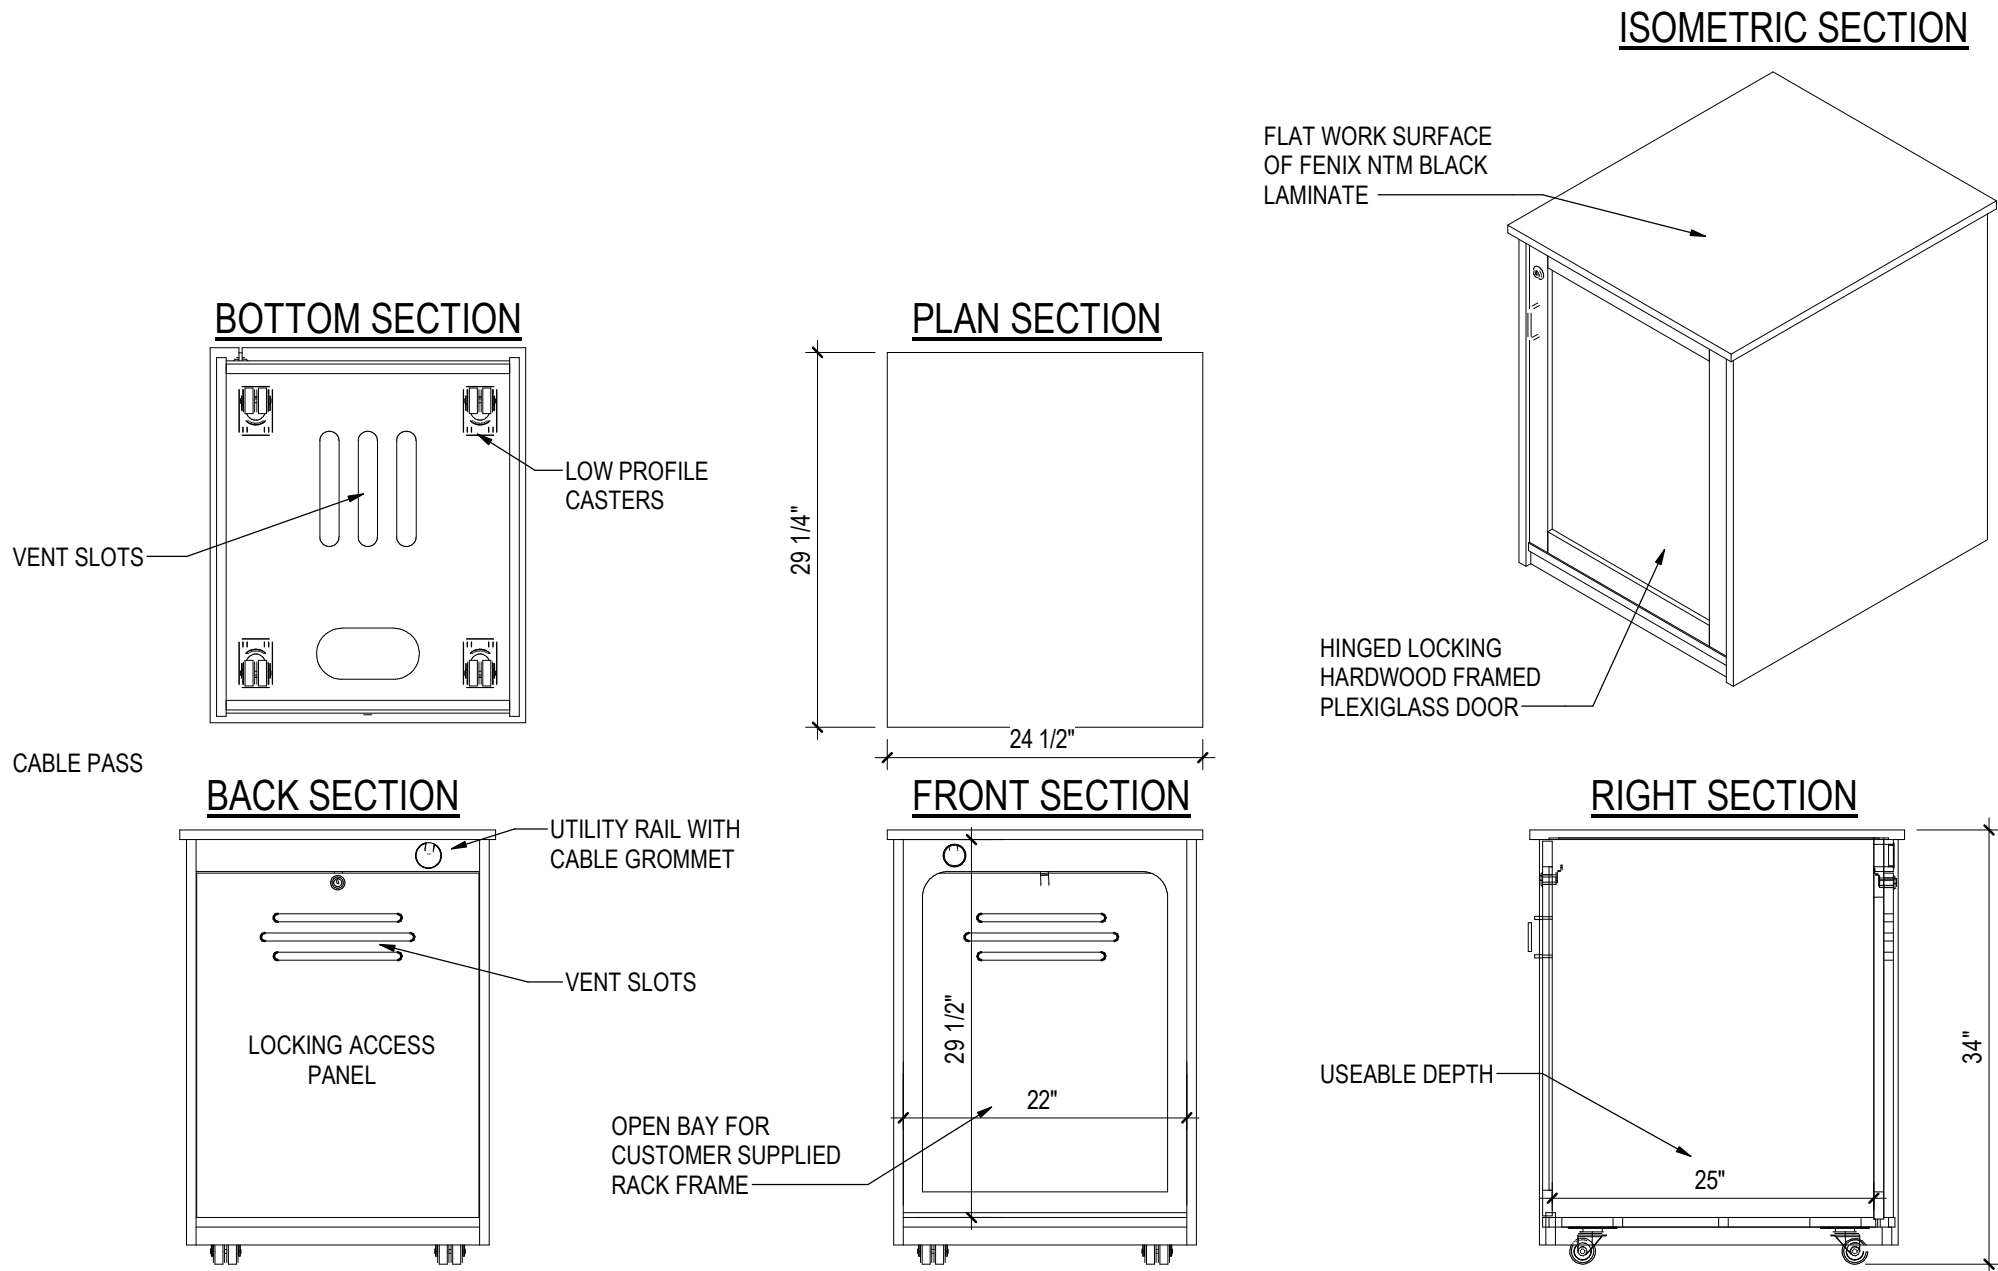 ISOMETRIC SECTION
FLAT WORK SURFACE
OF FENIX NTM BLACK
LAMINATE
HINGED LOCKING
HARDWOOD FRAMED
PLEXIGLASS DOOR
BOTTOM SECTION
LOW PROFILE
CASTERS
VENT SLOTS
CABLE PASS
PLAN SECTION
29 1/4"
24 1/2"
BACK SECTION
UTILITY RAIL WITH
CABLE GROMMET
VENT SLOTS
LOCKING ACCESS
PANEL
FRONT SECTION
29 1/2"
22"
OPEN BAY FOR
CUSTOMER SUPPLIED
RACK FRAME
RIGHT SECTION
34"
USEABLE DEPTH
25"